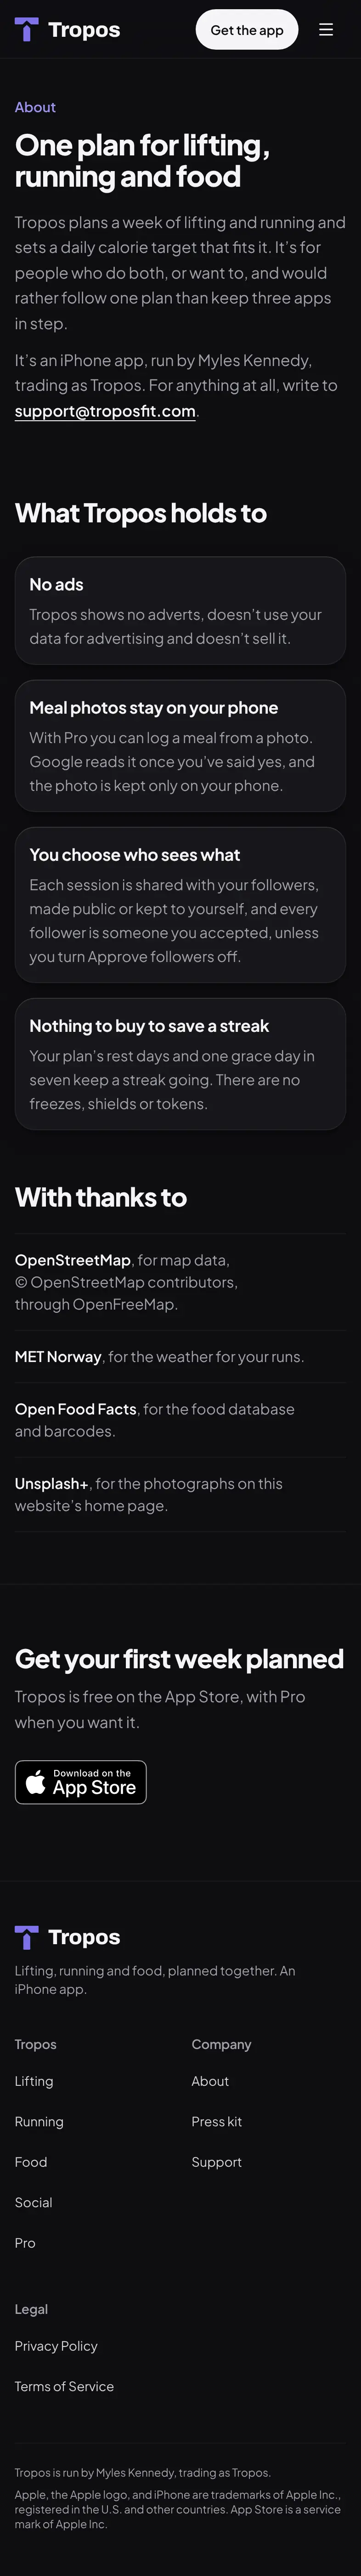 Tropos
Get the app
About
One plan for lifting,
running and food
Tropos plans a week of lifting and running and
sets a daily calorie target that fits it. It’s for
people who do both, or want to, and would
rather follow one plan than keep three apps
in step.
It’s an iPhone app, run by Myles Kennedy,
trading as Tropos. For anything at all, write to
support@troposfit.com.
What Tropos holds to
No ads
Tropos shows no adverts, doesn’t use your
data for advertising and doesn’t sell it.
Meal photos stay on your phone
With Pro you can log a meal from a photo.
Google reads it once you’ve said yes, and
the photo is kept only on your phone.
You choose who sees what
Each session is shared with your followers,
made public or kept to yourself, and every
follower is someone you accepted, unless
you turn Approve followers off.
Nothing to buy to save a streak
Your plan’s rest days and one grace day in
seven keep a streak going. There are no
freezes, shields or tokens.
With thanks to
OpenStreetMap, for map data,
© OpenStreetMap contributors,
through OpenFreeMap.
MET Norway, for the weather for your runs.
Open Food Facts, for the food database
and barcodes.
Unsplash+, for the photographs on this
website’s home page.
Get your first week planned
Tropos is free on the App Store, with Pro
when you want it.
Download on the
App Store
Tropos
Lifting, running and food, planned together. An
iPhone app.
Tropos
Lifting
Running
Food
Social
Pro
Company
About
Press kit
Support
Legal
Privacy Policy
Terms of Service
Tropos is run by Myles Kennedy, trading as Tropos.
Apple, the Apple logo, and iPhone are trademarks of Apple Inc.,
registered in the U.S. and other countries. App Store is a service
mark of Apple Inc.